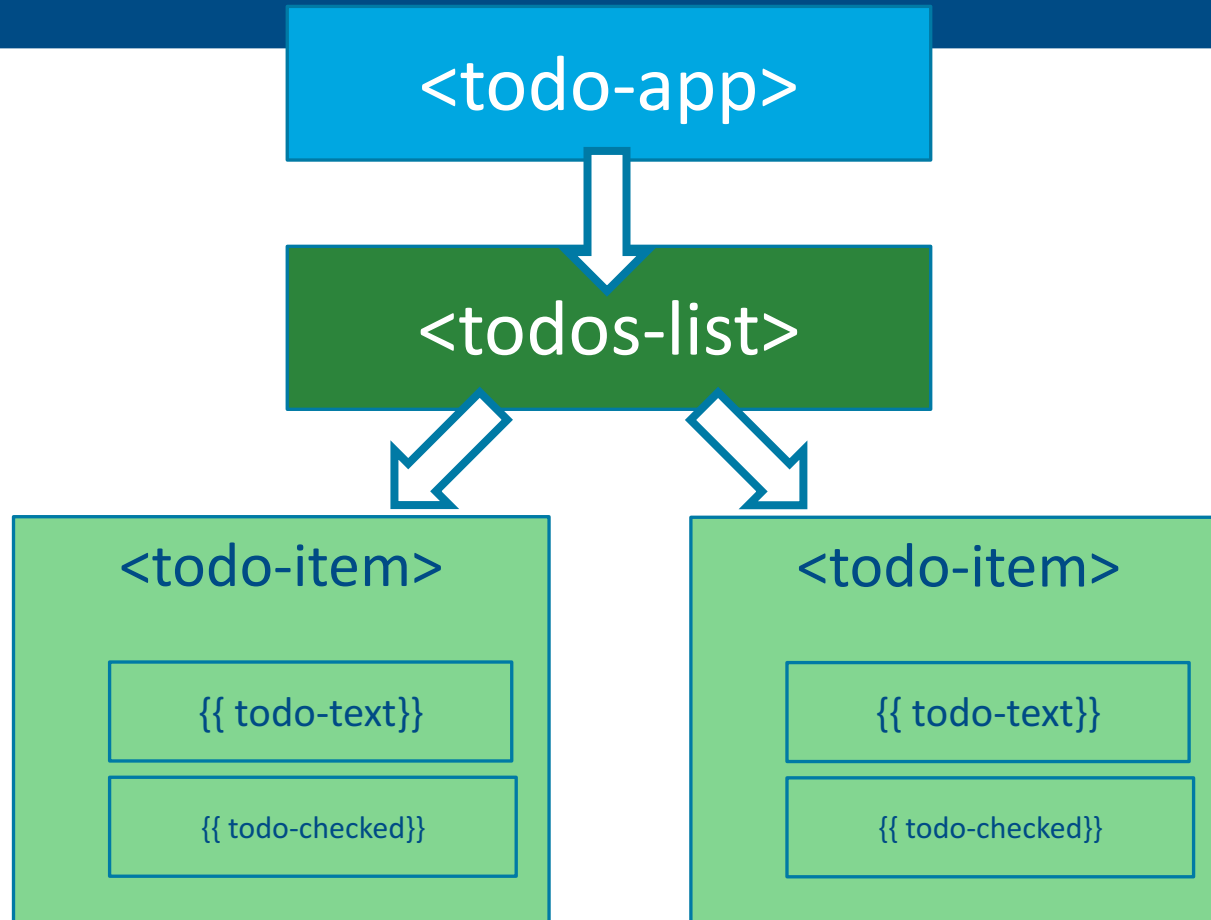 <todo-app>
<todos-list>
<todo-item>
<todo-item>
{{ todo-text}}
{{ todo-text}}
{{ todo-checked}}
{{ todo-checked}}